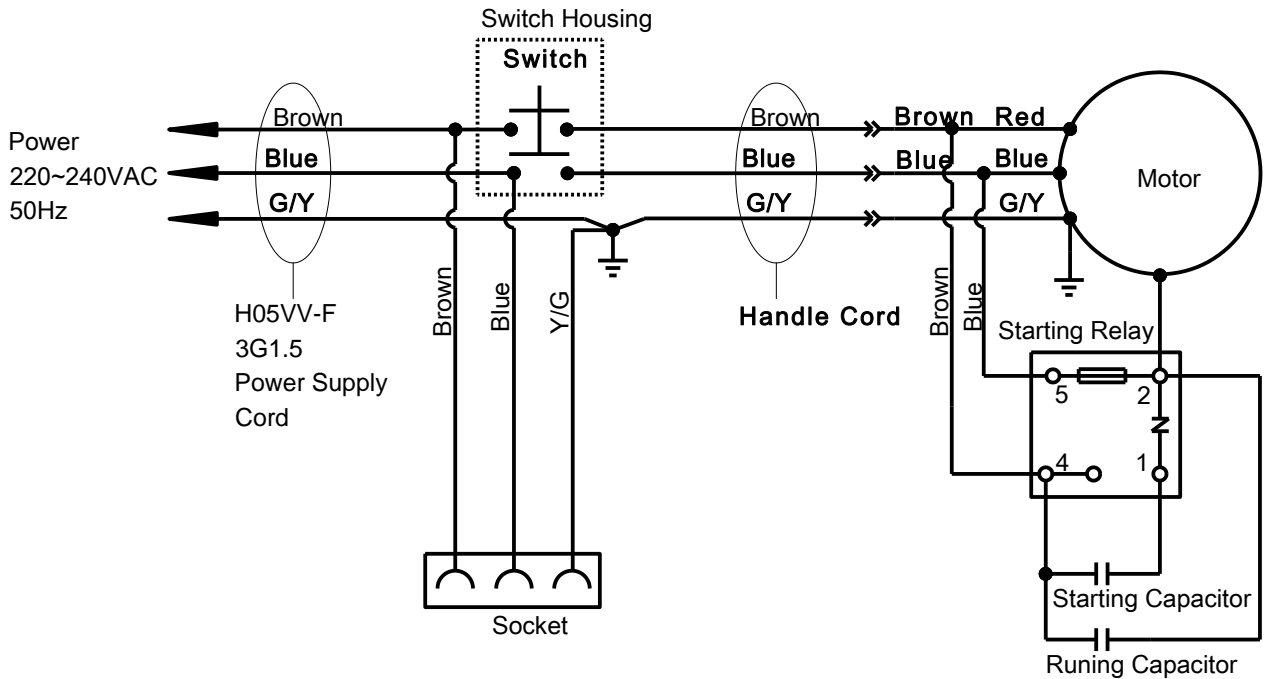 Switch Housing
Switch
Power
220~240VAC
50Hz
Brown
Blue
G/Y
Brown
Blue
G/Y
Brown Red
Blue Blue
G/Y
Motor
H05VV-F
3G1.5
Power Supply
Cord
Brown
Blue
Y/G
Handle Cord
Brown
Blue
Starting Relay
5 2
4 1
Starting Capacitor
Runing Capacitor
Socket